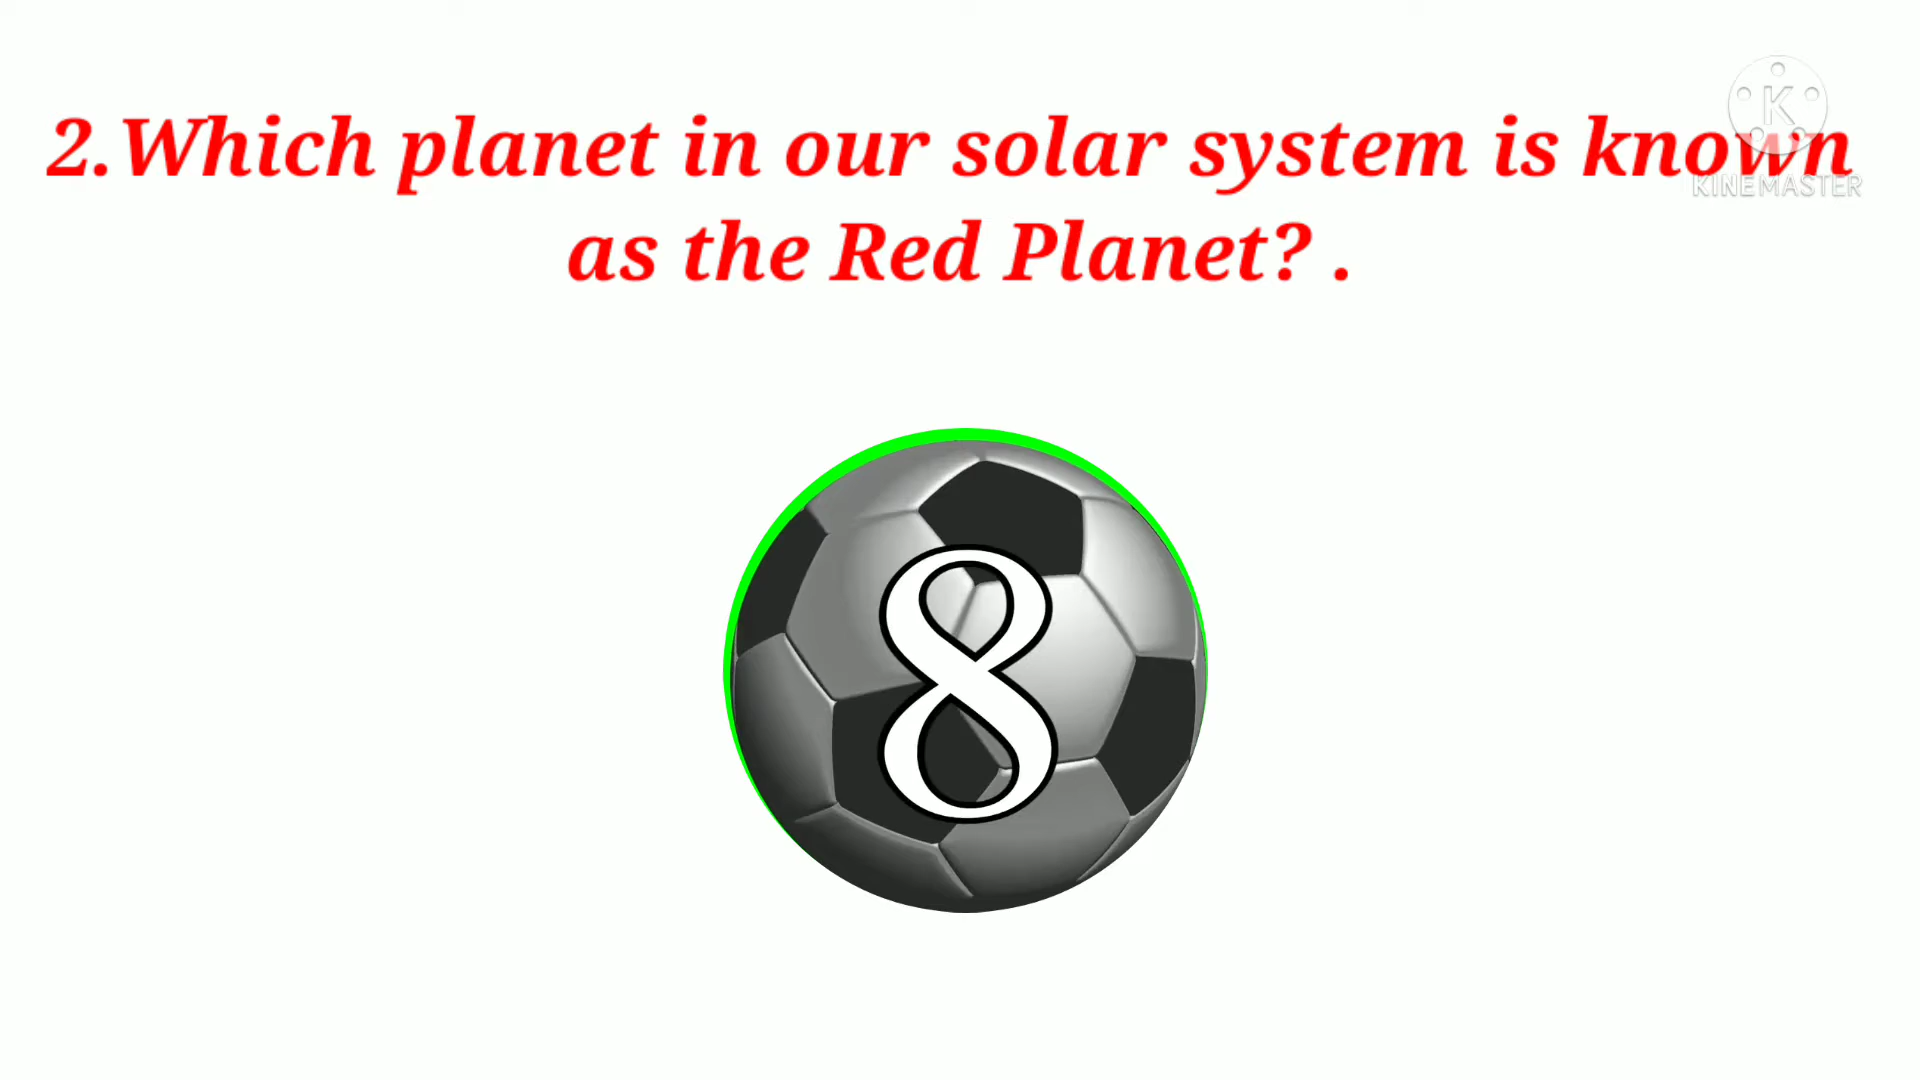 2.Which planet in our solar system is known
as the Red Planet? .
K
KINEMASTER
8